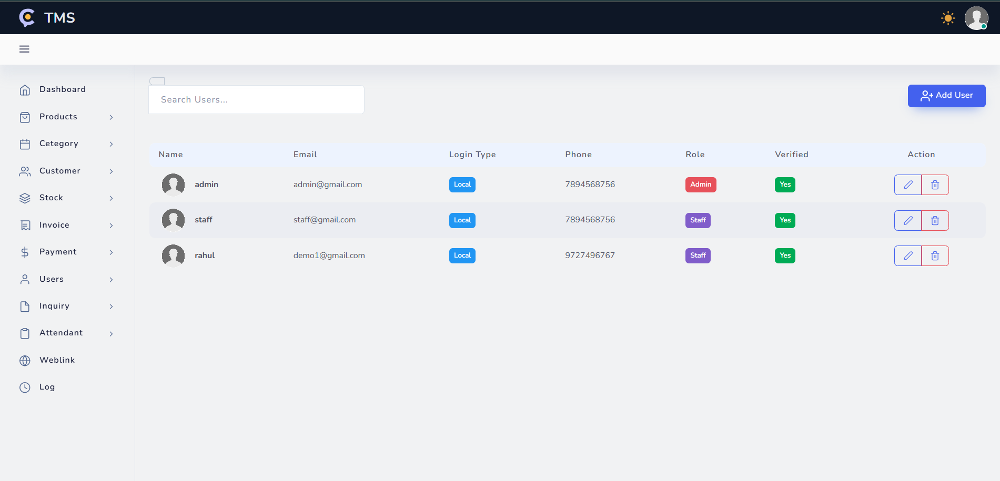 TMS
Dashboard
Products
Cetegory
Customer
Stock
Invoice
Payment
Users
Inquiry
Attendant
Weblink
Log
Search Users...
Add User
Name Email Login Type Phone Role Verified Action
admin admin@gmail.com Local 7894568756 Admin Yes
staff staff@gmail.com Local 7894568756 Staff Yes
rahul demo1@gmail.com Local 9727496767 Staff Yes